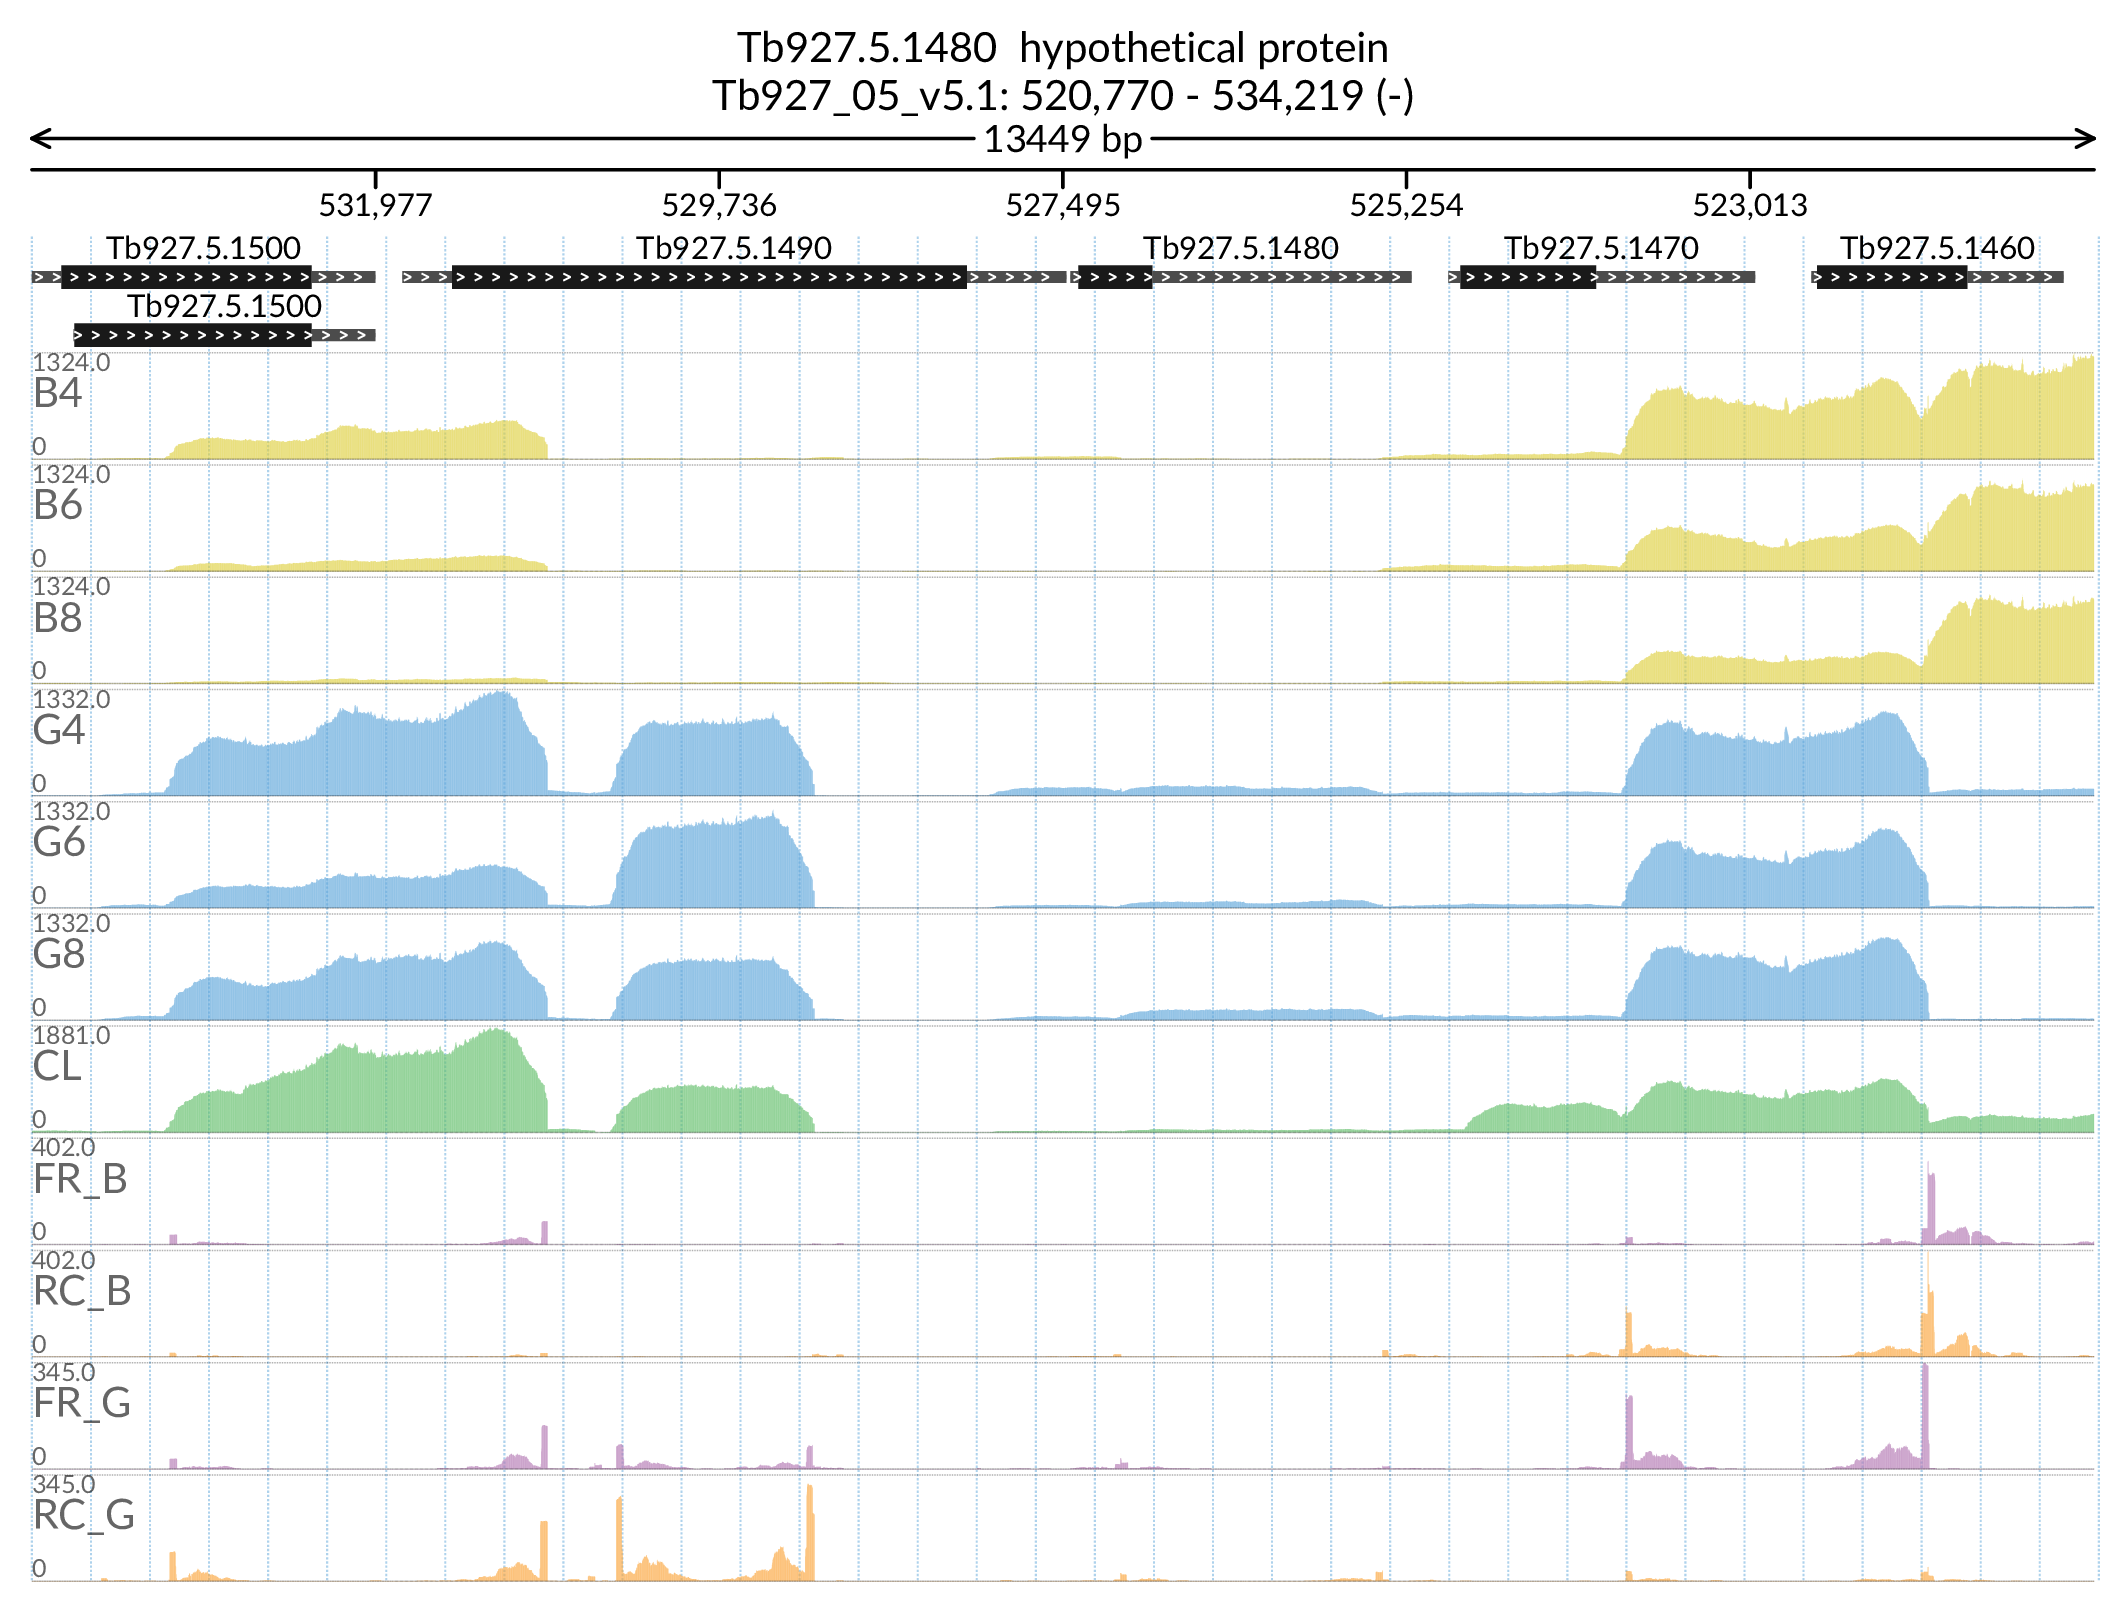 Tb927.5.1480  hypothetical protein
Tb927_05_v5.1: 520,770 - 534,219 (-)
13449 bp
531,977 529,736 527,495 525,254 523,013
Tb927.5.1500 Tb927.5.1490 Tb927.5.1480 Tb927.5.1470 Tb927.5.1460
Tb927.5.1500
1324.0
B4
0
1324.0
B6
0
1324.0
B8
0
1332.0
G4
0
1332.0
G6
0
1332.0
G8
0
1881.0
CL
0
402.0
FR_B
0
402.0
RC_B
0
345.0
FR_G
0
345.0
RC_G
0